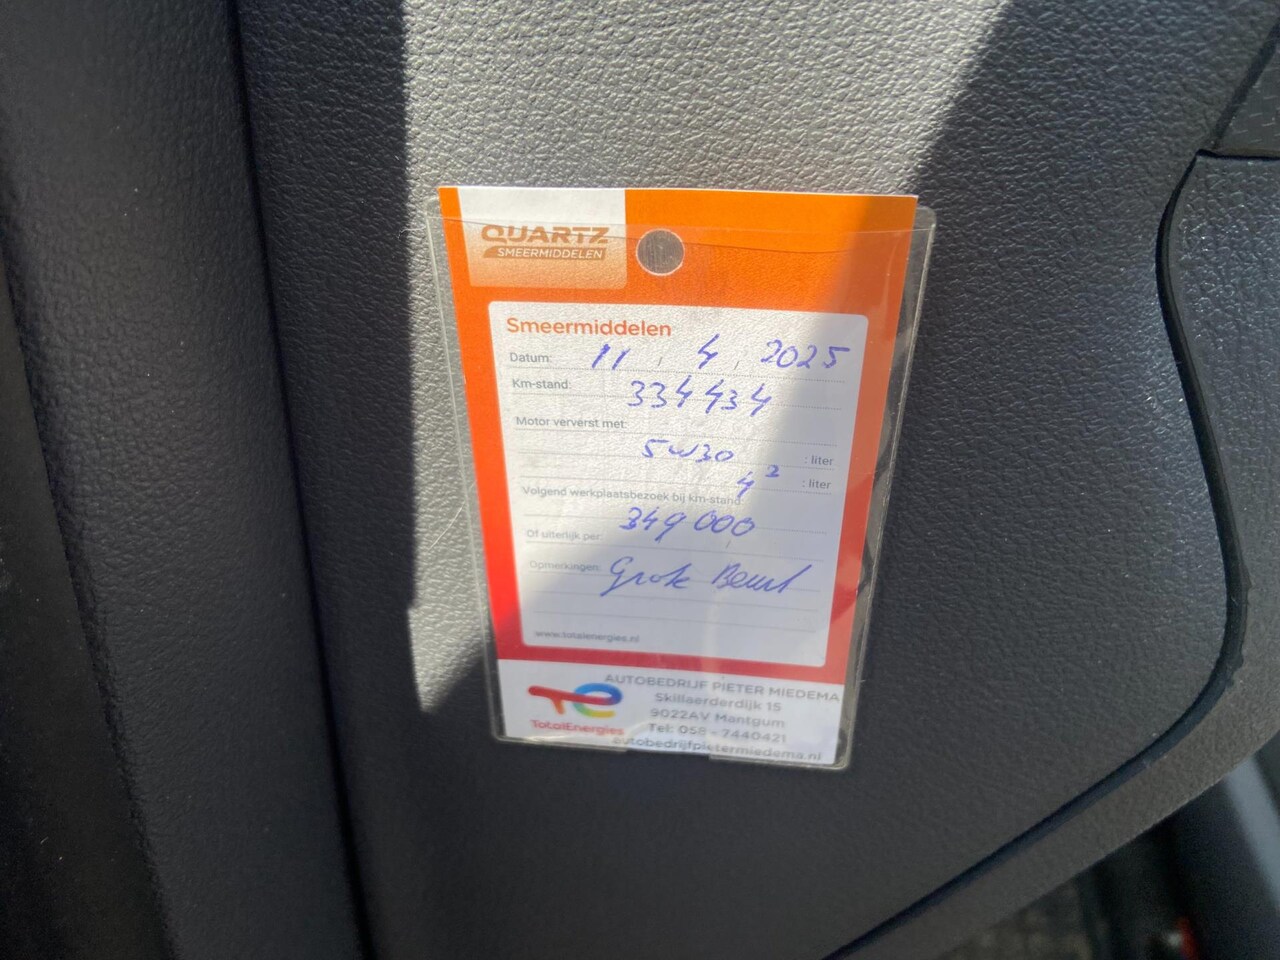 QUARTZ
SMEERMIDDELEN
Smeermiddelen
Datum: 11 , 4 , 2025
Km-stand: 334434
Motor ververst met:
5w30 : liter
4² : liter
Volgend werkplaatsbezoek bij km-stand:
349000
Of uiterlijk per:
Opmerkingen: Grote Beurt
www.totalenergies.nl
AUTOBEDRIJF PIETER MIEDEMA
Skillaerderdijk 15
9022AV Mantgum
Tel: 058 - 7440421
autobedrijfpietermiedema.nl
TotalEnergies